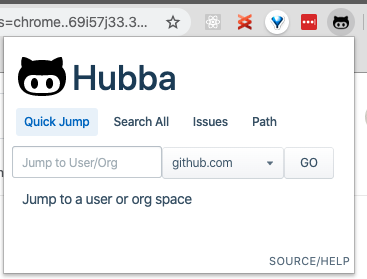 s=chrome..69i57j33.3...
Hubba
Quick Jump Search All Issues Path
Jump to User/Org github.com GO
Jump to a user or org space
SOURCE/HELP